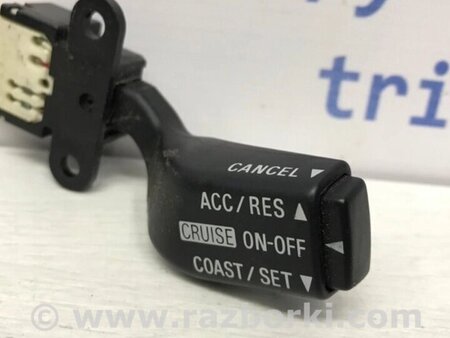 tri
CANCEL ▼
ACC/RES ▲
CRUISE ON-OFF ◄
COAST/SET ▼
© www.razborki.com